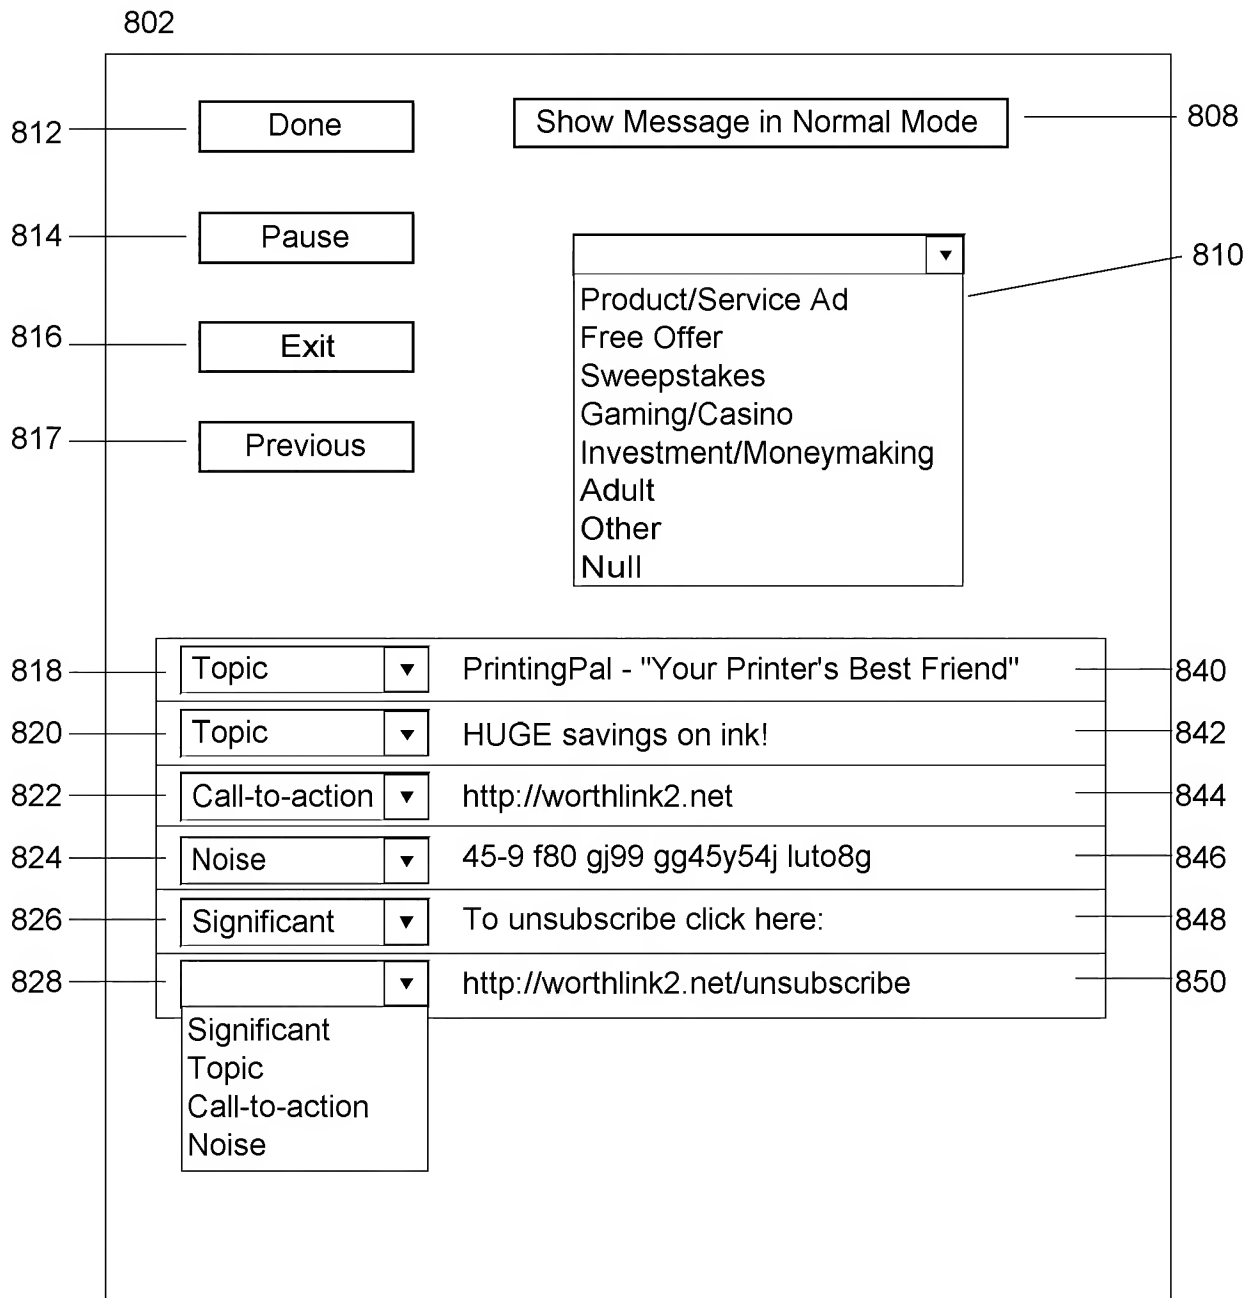 802
812 Done Show Message in Normal Mode 808
814 Pause
810
816 Exit
817 Previous
Product/Service Ad
Free Offer
Sweepstakes
Gaming/Casino
Investment/Moneymaking
Adult
Other
Null
818 Topic PrintingPal - "Your Printer's Best Friend" 840
820 Topic HUGE savings on ink! 842
822 Call-to-action http://worthlink2.net 844
824 Noise 45-9 f80 gj99 gg45y54j luto8g 846
826 Significant To unsubscribe click here: 848
828 http://worthlink2.net/unsubscribe 850
Significant
Topic
Call-to-action
Noise